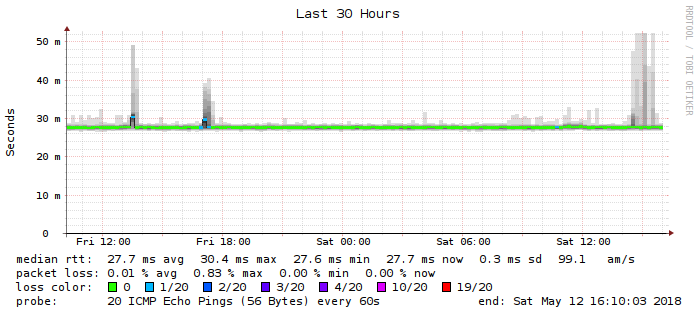 Last 30 Hours
RRDTOOL / TOBI OETIKER
Seconds
50 m
40 m
30 m
20 m
10 m
0
Fri 12:00 Fri 18:00 Sat 00:00 Sat 06:00 Sat 12:00
median rtt: 27.7 ms avg 30.4 ms max 27.6 ms min 27.7 ms now 0.3 ms sd 99.1 am/s
packet loss: 0.01 % avg 0.83 % max 0.00 % min 0.00 % now
loss color: 0 1/20 2/20 3/20 4/20 10/20 19/20
probe: 20 ICMP Echo Pings (56 Bytes) every 60s end: Sat May 12 16:10:03 2018